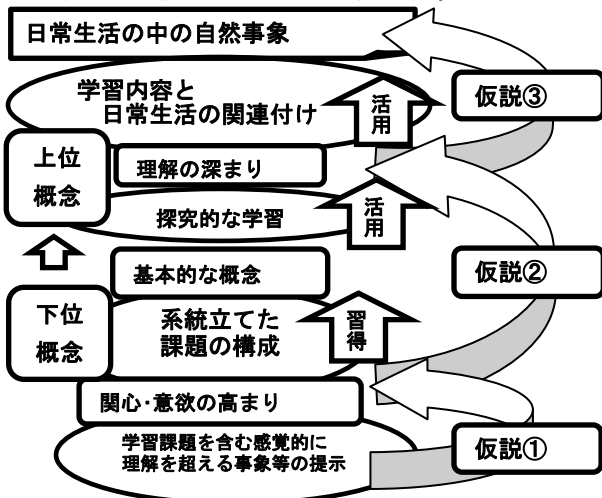 日常生活の中の自然事象
学習内容と
日常生活の関連付け
活
用
仮説③
上位
概念
理解の深まり
探究的な学習
活
用
基本的な概念
仮説②
下位
概念
系統立てた
課題の構成
習
得
関心・意欲の高まり
学習課題を含む感覚的に
理解を超える事象等の提示
仮説①